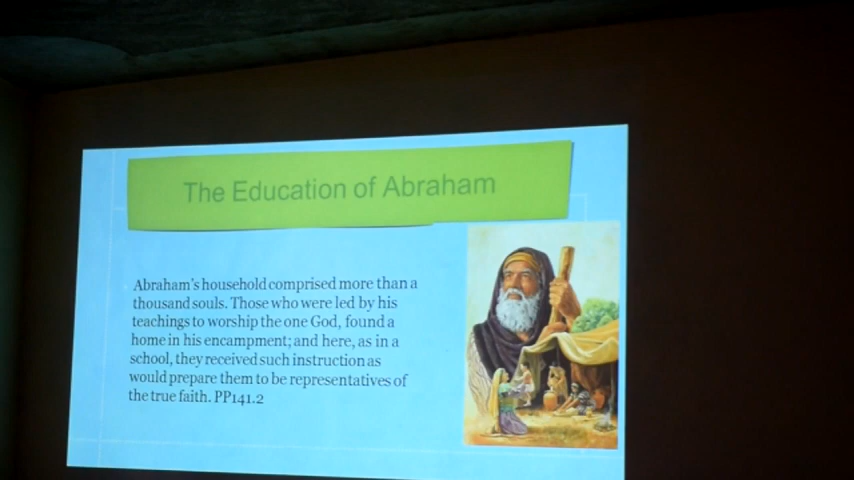 The Education of Abraham
Abraham's household comprised more than a
thousand souls. Those who were led by his
teachings to worship the one God, found a
home in his encampment; and here, as in a
school, they received such instruction as
would prepare them to be representatives of
the true faith. PP141.2